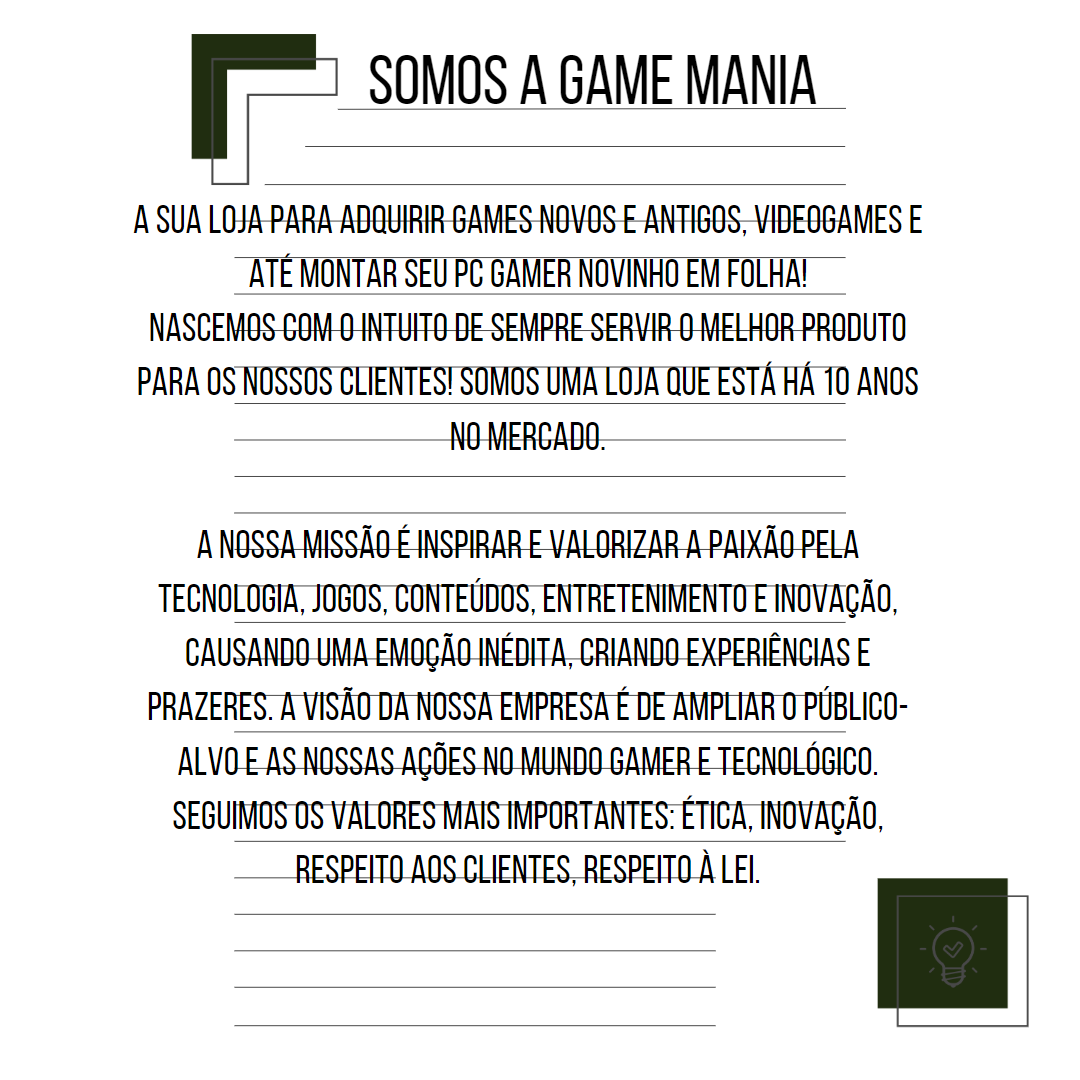 SOMOS A GAME MANIA
A SUA LOJA PARA ADQUIRIR GAMES NOVOS E ANTIGOS, VIDEOGAMES E
ATÉ MONTAR SEU PC GAMER NOVINHO EM FOLHA!
NASCEMOS COM O INTUITO DE SEMPRE SERVIR O MELHOR PRODUTO
PARA OS NOSSOS CLIENTES! SOMOS UMA LOJA QUE ESTÁ HÁ 10 ANOS
NO MERCADO.
A NOSSA MISSÃO É INSPIRAR E VALORIZAR A PAIXÃO PELA
TECNOLOGIA, JOGOS, CONTEÚDOS, ENTRETENIMENTO E INOVAÇÃO,
CAUSANDO UMA EMOÇÃO INÉDITA, CRIANDO EXPERIÊNCIAS E
PRAZERES. A VISÃO DA NOSSA EMPRESA É DE AMPLIAR O PÚBLICO-
ALVO E AS NOSSAS AÇÕES NO MUNDO GAMER E TECNOLÓGICO.
SEGUIMOS OS VALORES MAIS IMPORTANTES: ÉTICA, INOVAÇÃO,
RESPEITO AOS CLIENTES, RESPEITO À LEI.